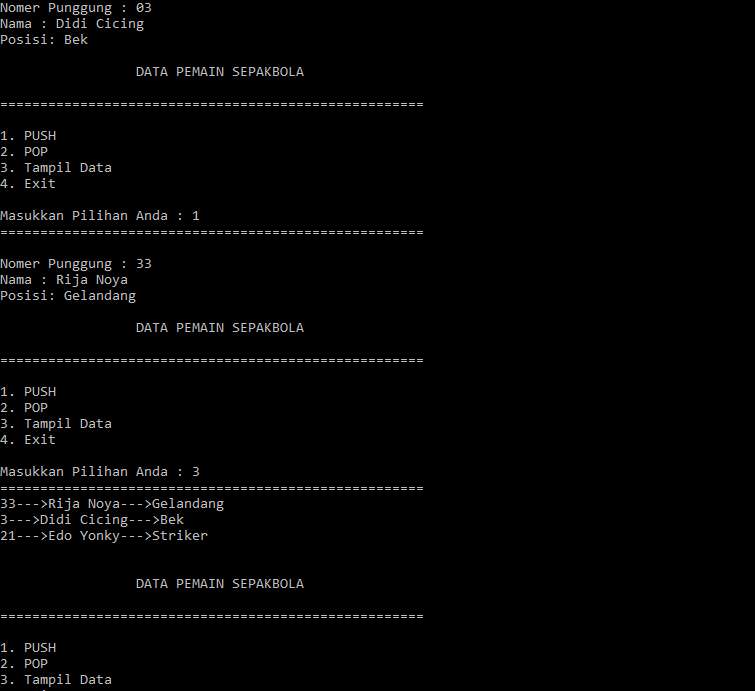 Nomer Punggung : 03
Nama : Didi Cicing
Posisi: Bek
DATA PEMAIN SEPAKBOLA
=====================================================
1. PUSH
2. POP
3. Tampil Data
4. Exit
Masukkan Pilihan Anda : 1
=====================================================
Nomer Punggung : 33
Nama : Rija Noya
Posisi: Gelandang
DATA PEMAIN SEPAKBOLA
=====================================================
1. PUSH
2. POP
3. Tampil Data
4. Exit
Masukkan Pilihan Anda : 3
=====================================================
33--->Rija Noya--->Gelandang
3--->Didi Cicing--->Bek
21--->Edo Yonky--->Striker
DATA PEMAIN SEPAKBOLA
=====================================================
1. PUSH
2. POP
3. Tampil Data